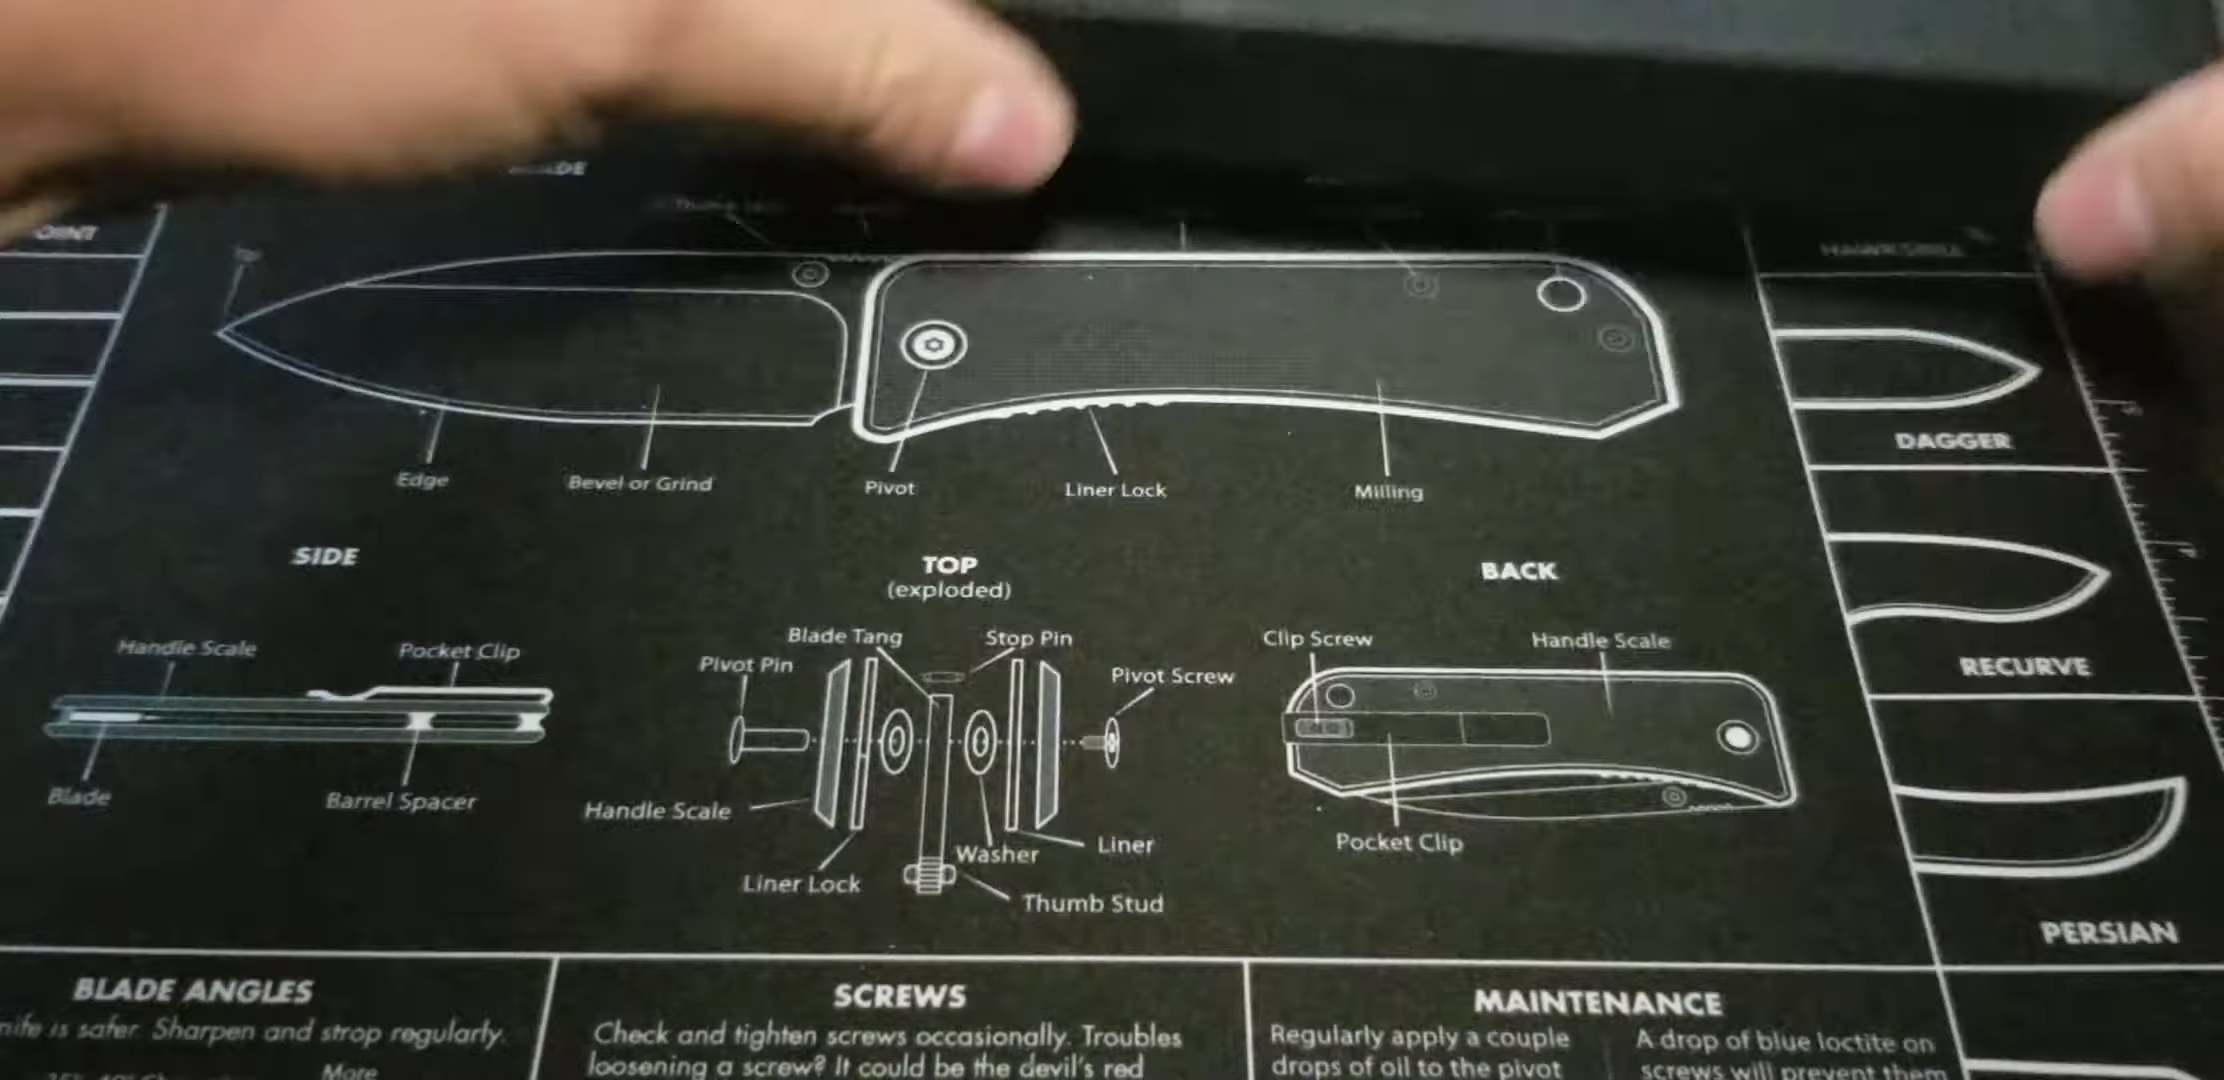 Tip
HAWKSBILL
Edge
Bevel or Grind
Pivot
Liner Lock
Milling
DAGGER
SIDE
TOP
(exploded)
BACK
Handle Scale
Pocket Clip
Blade
Barrel Spacer
Blade Tang
Stop Pin
Pivot Pin
Pivot Screw
Handle Scale
Washer
Liner
Liner Lock
Thumb Stud
Clip Screw
Handle Scale
Pocket Clip
RECURVE
PERSIAN
BLADE ANGLES
is safer. Sharpen and strop regularly.
More
SCREWS
Check and tighten screws occasionally. Troubles
loosening a screw? It could be the devil's red
MAINTENANCE
Regularly apply a couple
drops of oil to the pivot
A drop of blue loctite on
screws will prevent them